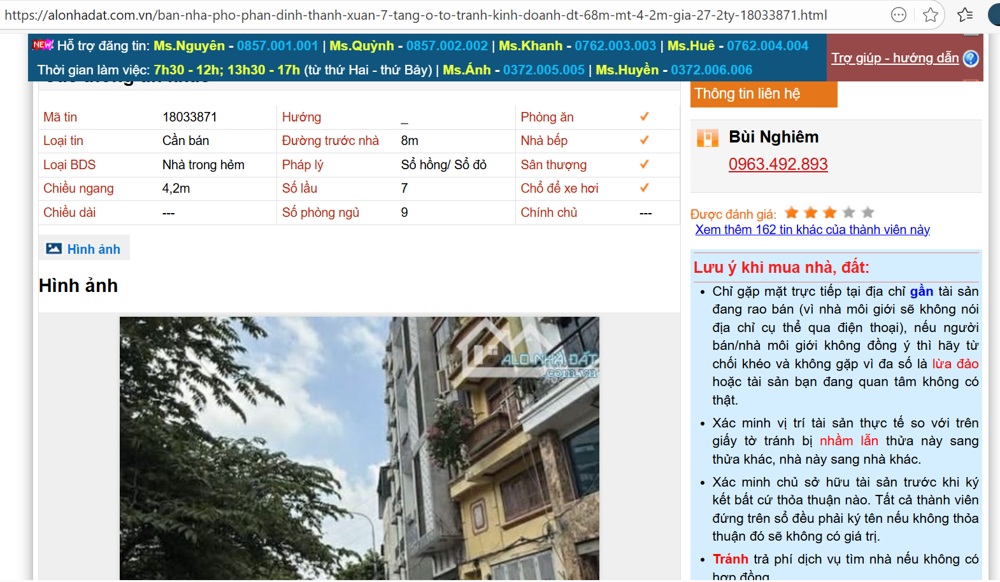 https://alonhadat.com.vn/ban-nha-pho-phan-dinh-thanh-xuan-7-tang-o-to-tranh-kinh-doanh-dt-68m-mt-4-2m-gia-27-2ty-18033871.html
NEW Hỗ trợ đăng tin: Ms.Nguyên - 0857.001.001 | Ms.Quỳnh - 0857.002.002 | Ms.Khanh - 0762.003.003 | Ms.Huê - 0762.004.004
Thời gian làm việc: 7h30 - 12h; 13h30 - 17h (từ thứ Hai - thứ Bảy) | Ms.Ánh - 0372.005.005 | Ms.Huyền - 0372.006.006
Trợ giúp - hướng dẫn ?
Mã tin 18033871 Hướng _ Phòng ăn
Loại tin Cần bán Đường trước nhà 8m Nhà bếp
Loại BDS Nhà trong hẻm Pháp lý Sổ hồng/ Sổ đỏ Sân thượng
Chiều ngang 4,2m Số lầu 7 Chổ để xe hơi
Chiều dài --- Số phòng ngủ 9 Chính chủ ---
Hình ảnh
Hình ảnh
ALO NHÀ ĐẤT
.com.vn
Thông tin liên hệ
Bùi Nghiêm
0963.492.893
Được đánh giá:
Xem thêm 162 tin khác của thành viên này
Lưu ý khi mua nhà, đất:
• Chỉ gặp mặt trực tiếp tại địa chỉ gần tài sản
đang rao bán (vì nhà môi giới sẽ không nói
địa chỉ cụ thể qua điện thoại), nếu người
bán/nhà môi giới không đồng ý thì hãy từ
chối khéo và không gặp vì đa số là lừa đảo
hoặc tài sản bạn đang quan tâm không có
thật.
• Xác minh vị trí tài sản thực tế so với trên
giấy tờ tránh bị nhầm lẫn thửa này sang
thửa khác, nhà này sang nhà khác.
• Xác minh chủ sở hữu tài sản trước khi ký
kết bất cứ thỏa thuận nào. Tất cả thành viên
đứng trên sổ đều phải ký tên nếu không thỏa
thuận đó sẽ không có giá trị.
• Tránh trả phí dịch vụ tìm nhà nếu không có
hợp đồng